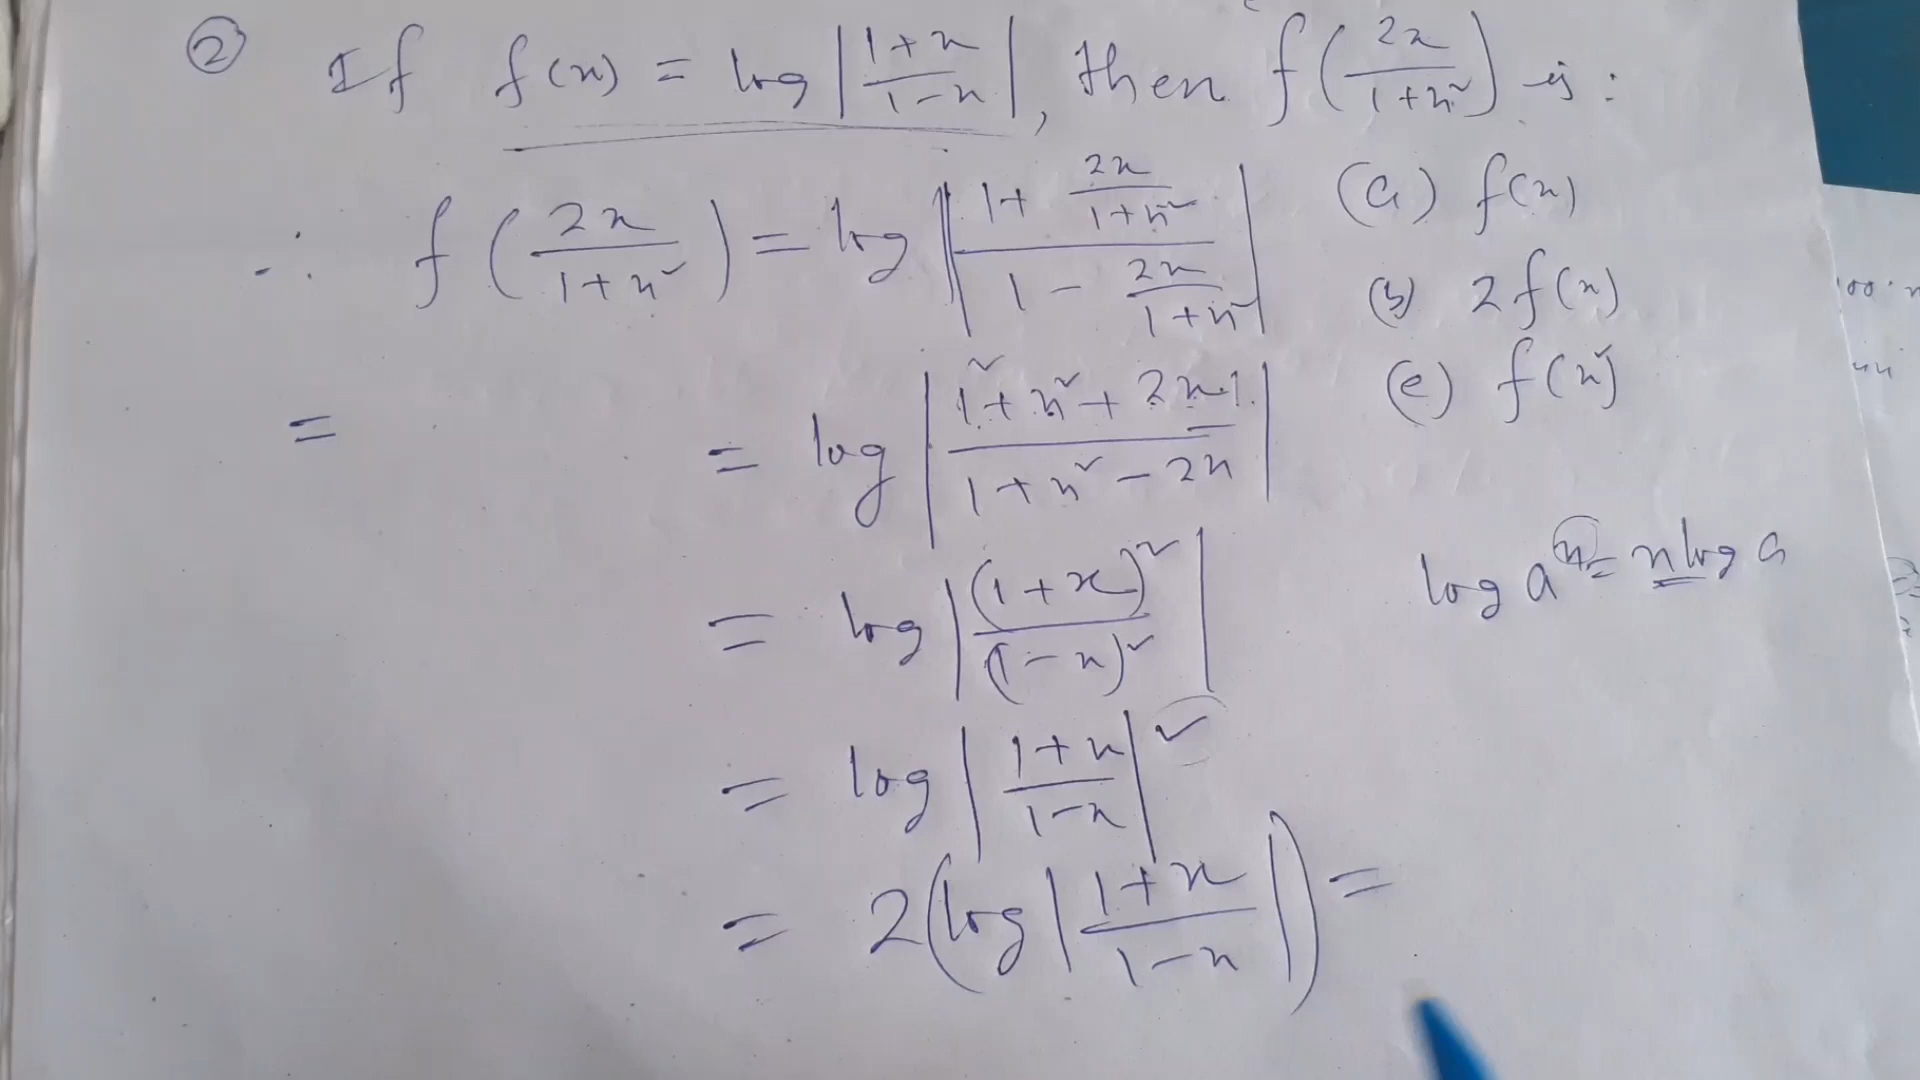 ② If f(x) = log |1+x / 1-x|, then f(2x / 1+x²) is :
∴ f(2x / 1+x²) = log |1+ 2x/1+x² / 1- 2x/1+x²|
(a) f(x)
(b) 2f(x)
(c) f(x²)
= = log |1²+x²+2x.1 / 1+x²-2x|
= log |(1+x)² / (1-x)²|
log aⁿ = n log a
= log |1+x / 1-x|²
= 2(log |1+x / 1-x|) =